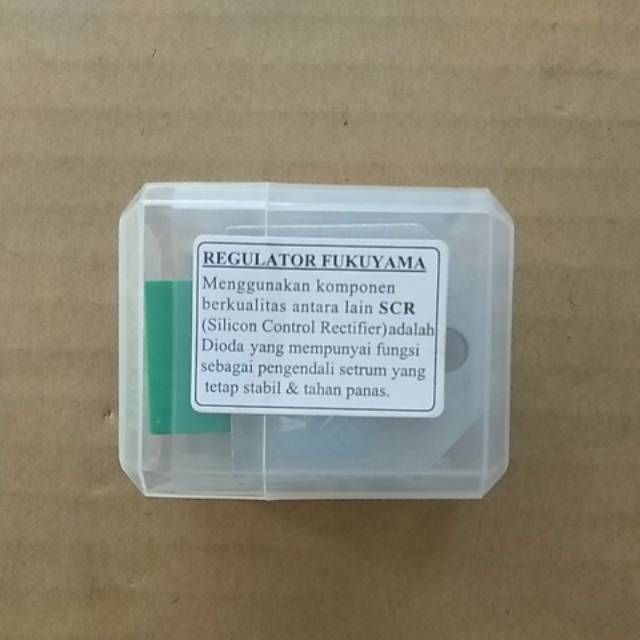 REGULATOR FUKUYAMA
Menggunakan komponen
berkualitas antara lain SCR
(Silicon Control Rectifier)adalah
Dioda yang mempunyai fungsi
sebagai pengendali setrum yang
tetap stabil & tahan panas.